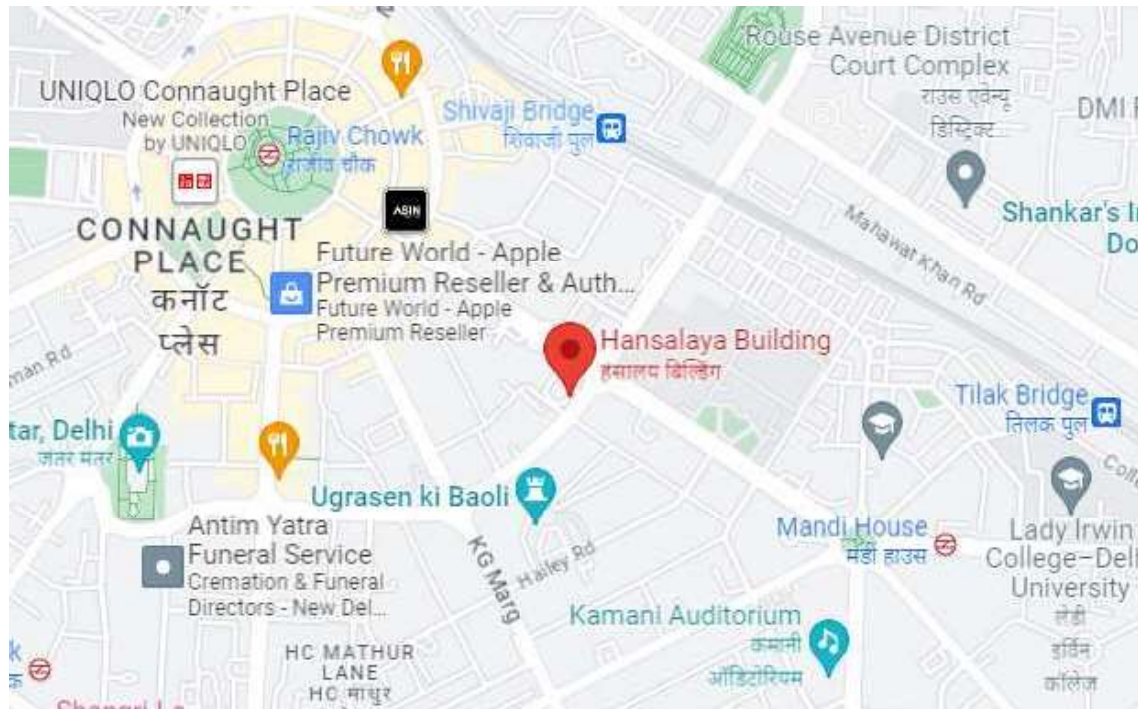 UNIQLO Connaught Place
New Collection
by UNIQLO
Rajiv Chowk
राजीव चौक
Shivaji Bridge
शिवाजी पुल
Rouse Avenue District
Court Complex
राउस एवेन्यू
डिस्ट्रिक्ट...
DMI
ASIN
CONNAUGHT
PLACE
कनॉट
प्लेस
Future World - Apple
Premium Reseller & Auth...
Future World - Apple
Premium Reseller
Mahawat Khan Rd
Shankar's
Do
Hansalaya Building
हंसालय बिल्डिंग
man Rd
Tilak Bridge
तिलक पुल
tar, Delhi
जंतर मंतर
Ugrasen ki Baoli
Antim Yatra
Funeral Service
Cremation & Funeral
Directors - New Del...
KG Marg
Hailey Rd
Mandi House
मंडी हाउस
Lady Irwin
College-Del
University
लेडी
इर्विन
कॉलेज
Kamani Auditorium
कमानी
ऑडिटोरियम
HC MATHUR
LANE
HC माथुर